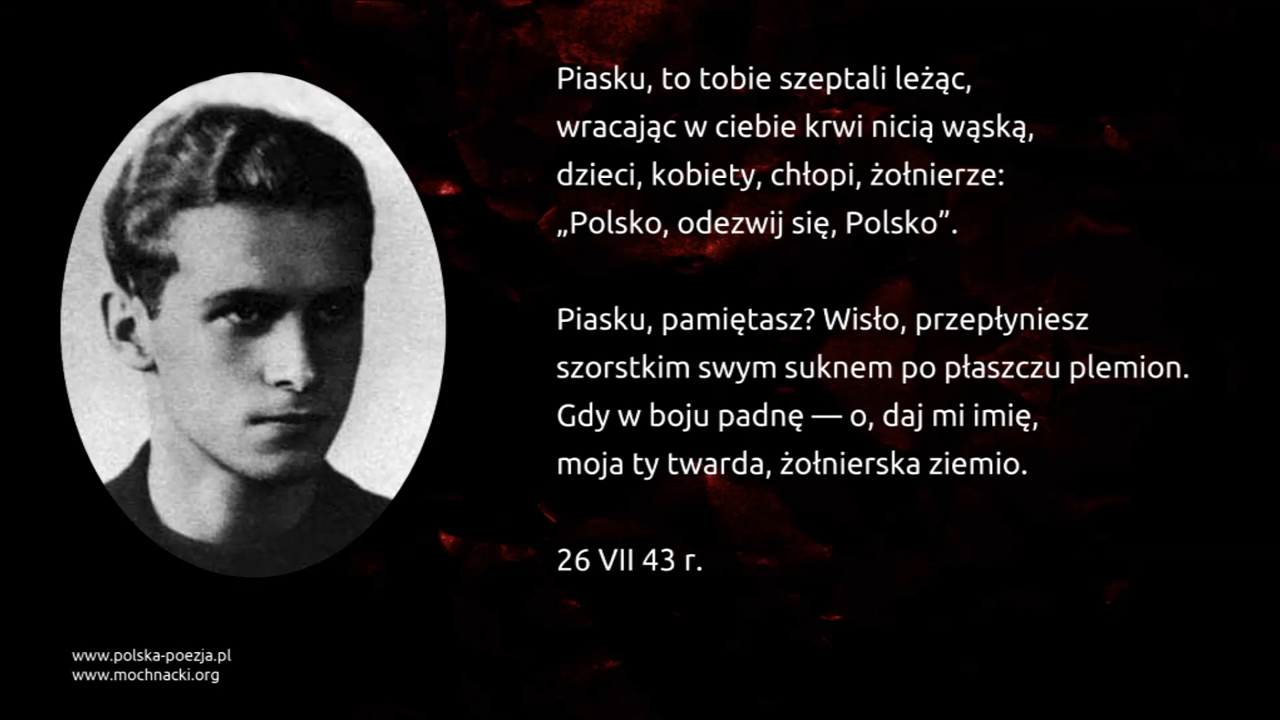 Piasku, to tobie szeptali leżąc,
wracając w ciebie krwi nicią wąską,
dzieci, kobiety, chłopi, żołnierze:
„Polsko, odezwij się, Polsko”.
Piasku, pamiętasz? Wisło, przepłyniesz
szorstkim swym suknem po płaszczu plemion.
Gdy w boju padnę — o, daj mi imię,
moja ty twarda, żołnierska ziemio.
26 VII 43 r.
www.polska-poezja.pl
www.mochnacki.org